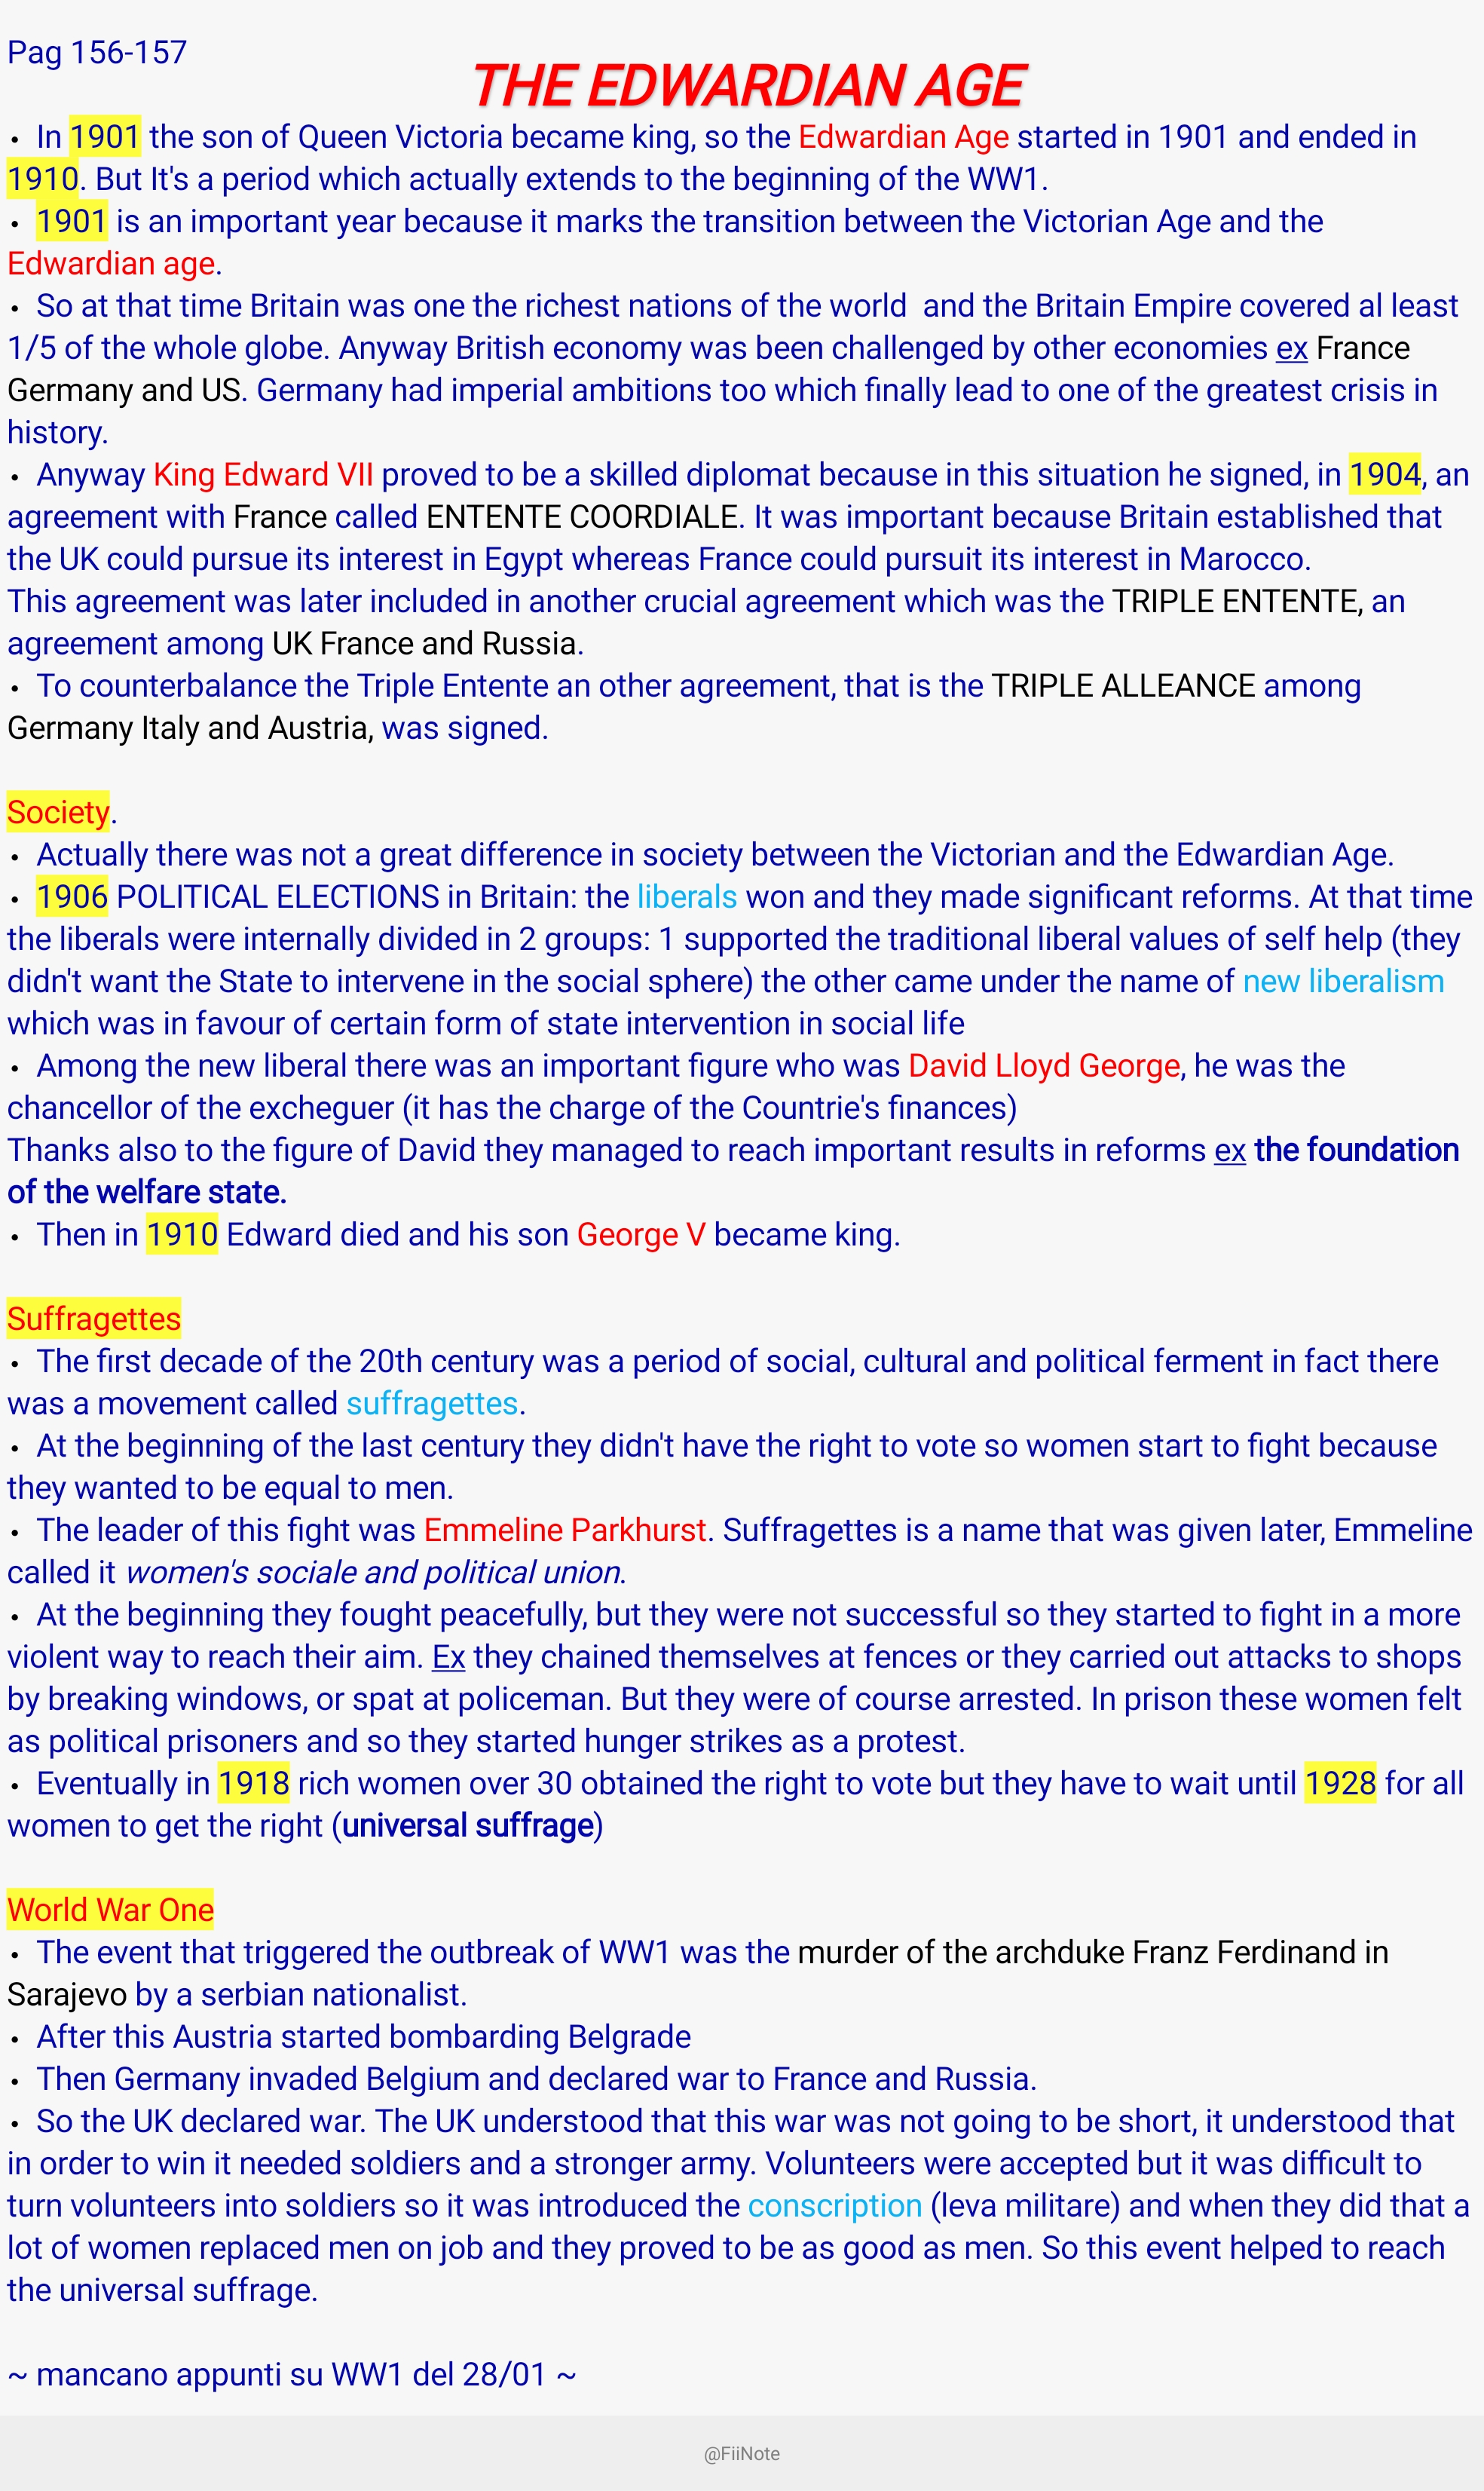 Pag 156-157
THE EDWARDIAN AGE
• In 1901 the son of Queen Victoria became king, so the Edwardian Age started in 1901 and ended in
1910. But It's a period which actually extends to the beginning of the WW1.
• 1901 is an important year because it marks the transition between the Victorian Age and the
Edwardian age.
• So at that time Britain was one the richest nations of the world  and the Britain Empire covered al least
1/5 of the whole globe. Anyway British economy was been challenged by other economies ex France
Germany and US. Germany had imperial ambitions too which finally lead to one of the greatest crisis in
history.
• Anyway King Edward VII proved to be a skilled diplomat because in this situation he signed, in 1904, an
agreement with France called ENTENTE COORDIALE. It was important because Britain established that
the UK could pursue its interest in Egypt whereas France could pursuit its interest in Marocco.
This agreement was later included in another crucial agreement which was the TRIPLE ENTENTE, an
agreement among UK France and Russia.
• To counterbalance the Triple Entente an other agreement, that is the TRIPLE ALLEANCE among
Germany Italy and Austria, was signed.
Society.
• Actually there was not a great difference in society between the Victorian and the Edwardian Age.
• 1906 POLITICAL ELECTIONS in Britain: the liberals won and they made significant reforms. At that time
the liberals were internally divided in 2 groups: 1 supported the traditional liberal values of self help (they
didn't want the State to intervene in the social sphere) the other came under the name of new liberalism
which was in favour of certain form of state intervention in social life
• Among the new liberal there was an important figure who was David Lloyd George, he was the
chancellor of the excheguer (it has the charge of the Countrie's finances)
Thanks also to the figure of David they managed to reach important results in reforms ex the foundation
of the welfare state.
• Then in 1910 Edward died and his son George V became king.
Suffragettes
• The first decade of the 20th century was a period of social, cultural and political ferment in fact there
was a movement called suffragettes.
• At the beginning of the last century they didn't have the right to vote so women start to fight because
they wanted to be equal to men.
• The leader of this fight was Emmeline Parkhurst. Suffragettes is a name that was given later, Emmeline
called it women's sociale and political union.
• At the beginning they fought peacefully, but they were not successful so they started to fight in a more
violent way to reach their aim. Ex they chained themselves at fences or they carried out attacks to shops
by breaking windows, or spat at policeman. But they were of course arrested. In prison these women felt
as political prisoners and so they started hunger strikes as a protest.
• Eventually in 1918 rich women over 30 obtained the right to vote but they have to wait until 1928 for all
women to get the right (universal suffrage)
World War One
• The event that triggered the outbreak of WW1 was the murder of the archduke Franz Ferdinand in
Sarajevo by a serbian nationalist.
• After this Austria started bombarding Belgrade
• Then Germany invaded Belgium and declared war to France and Russia.
• So the UK declared war. The UK understood that this war was not going to be short, it understood that
in order to win it needed soldiers and a stronger army. Volunteers were accepted but it was difficult to
turn volunteers into soldiers so it was introduced the conscription (leva militare) and when they did that a
lot of women replaced men on job and they proved to be as good as men. So this event helped to reach
the universal suffrage.
~ mancano appunti su WW1 del 28/01 ~
@FiiNote